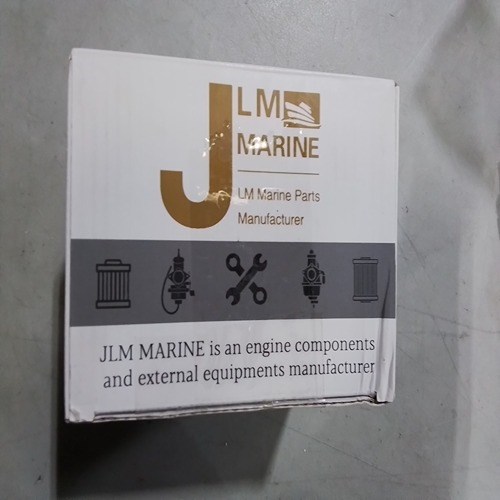 JLM
MARINE
LM Marine Parts
Manufacturer
JLM MARINE is an engine components
and external equipments manufacturer